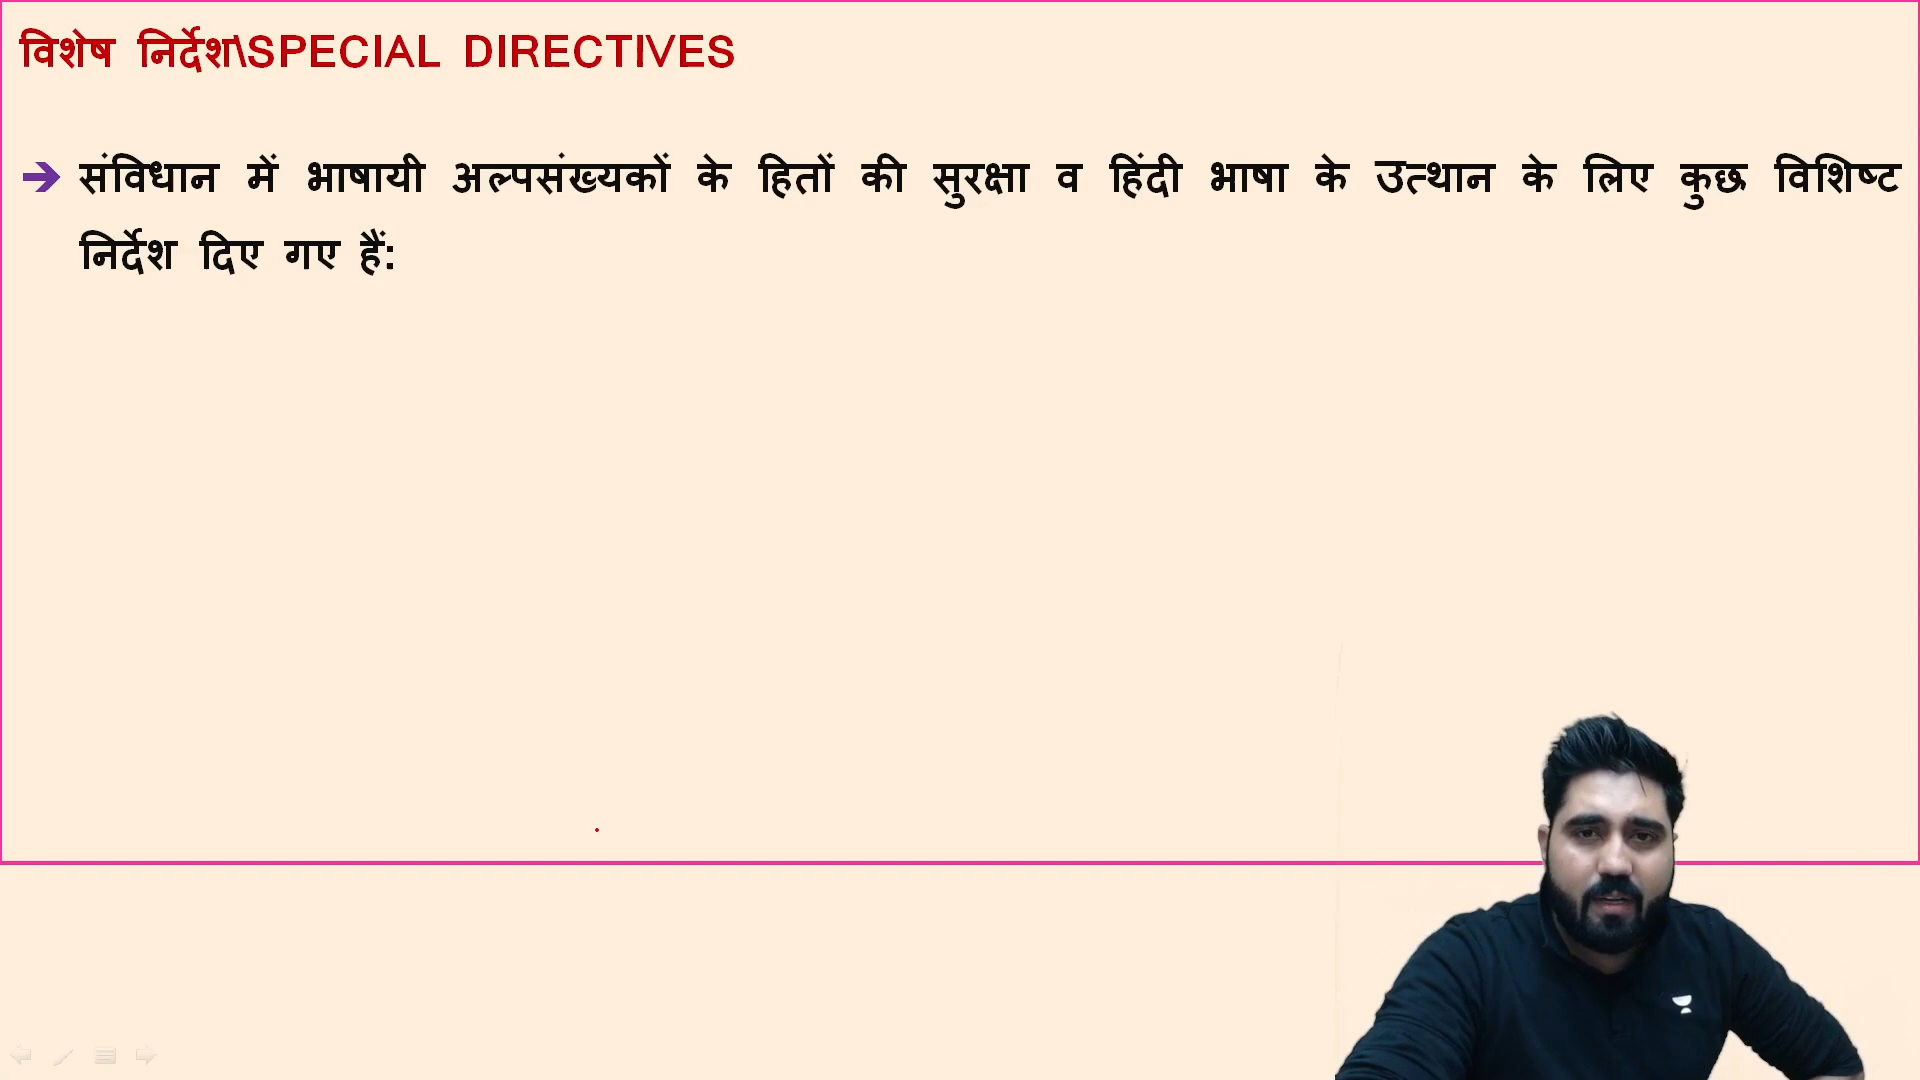 विशेष निर्देश\SPECIAL DIRECTIVES
संविधान में भाषायी अल्पसंख्यकों के हितों की सुरक्षा व हिंदी भाषा के उत्थान के लिए कुछ विशिष्ट
निर्देश दिए गए हैं: